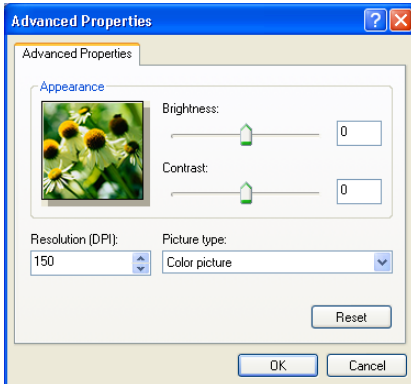 Advanced Properties
Advanced Properties
Appearance
Brightness:
0
Contrast:
0
Resolution (DPI):
150
Picture type:
Color picture
Reset
OK
Cancel